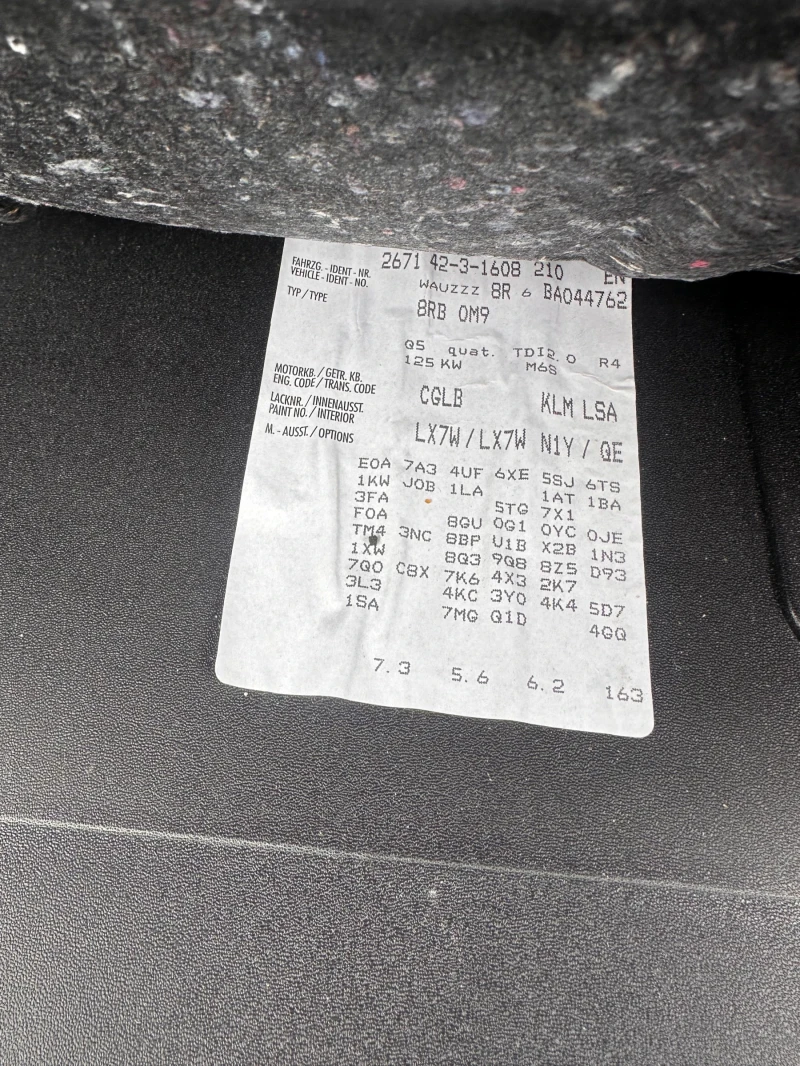 2671 42-3-1608 210 EN
FAHRZG. - IDENT - NR.
VEHICLE - IDENT - NO.
WAUZZZ 8R 6 BA044762
TYP / TYPE
8RB 0M9
Q5 quat. TDI2.0 R4
125 KW M6S
MOTORKB. / GETR. KB.
ENG. CODE / TRANS. CODE
CGLB KLM LSA
LACKNR. / INNENAUSST.
PAINT NO. / INTERIOR
LX7W / LX7W N1Y / QE
M. - AUSST. / OPTIONS
E0A 7A3 4UF 6XE 5SJ 6TS
1KW J0B 1LA 1AT 1BA
3FA 5TG 7X1
F0A 8GU 0G1 0YC 0JE
TM4 3NC 8BP U1B X2B 1N3
1XW 8Q3 9Q8 8Z5 D93
7Q0 C8X 7K6 4X3 2K7
3L3 4KC 3Y0 4K4 5D7
1SA 7MG Q1D 4GQ
7.3 5.6 6.2 163